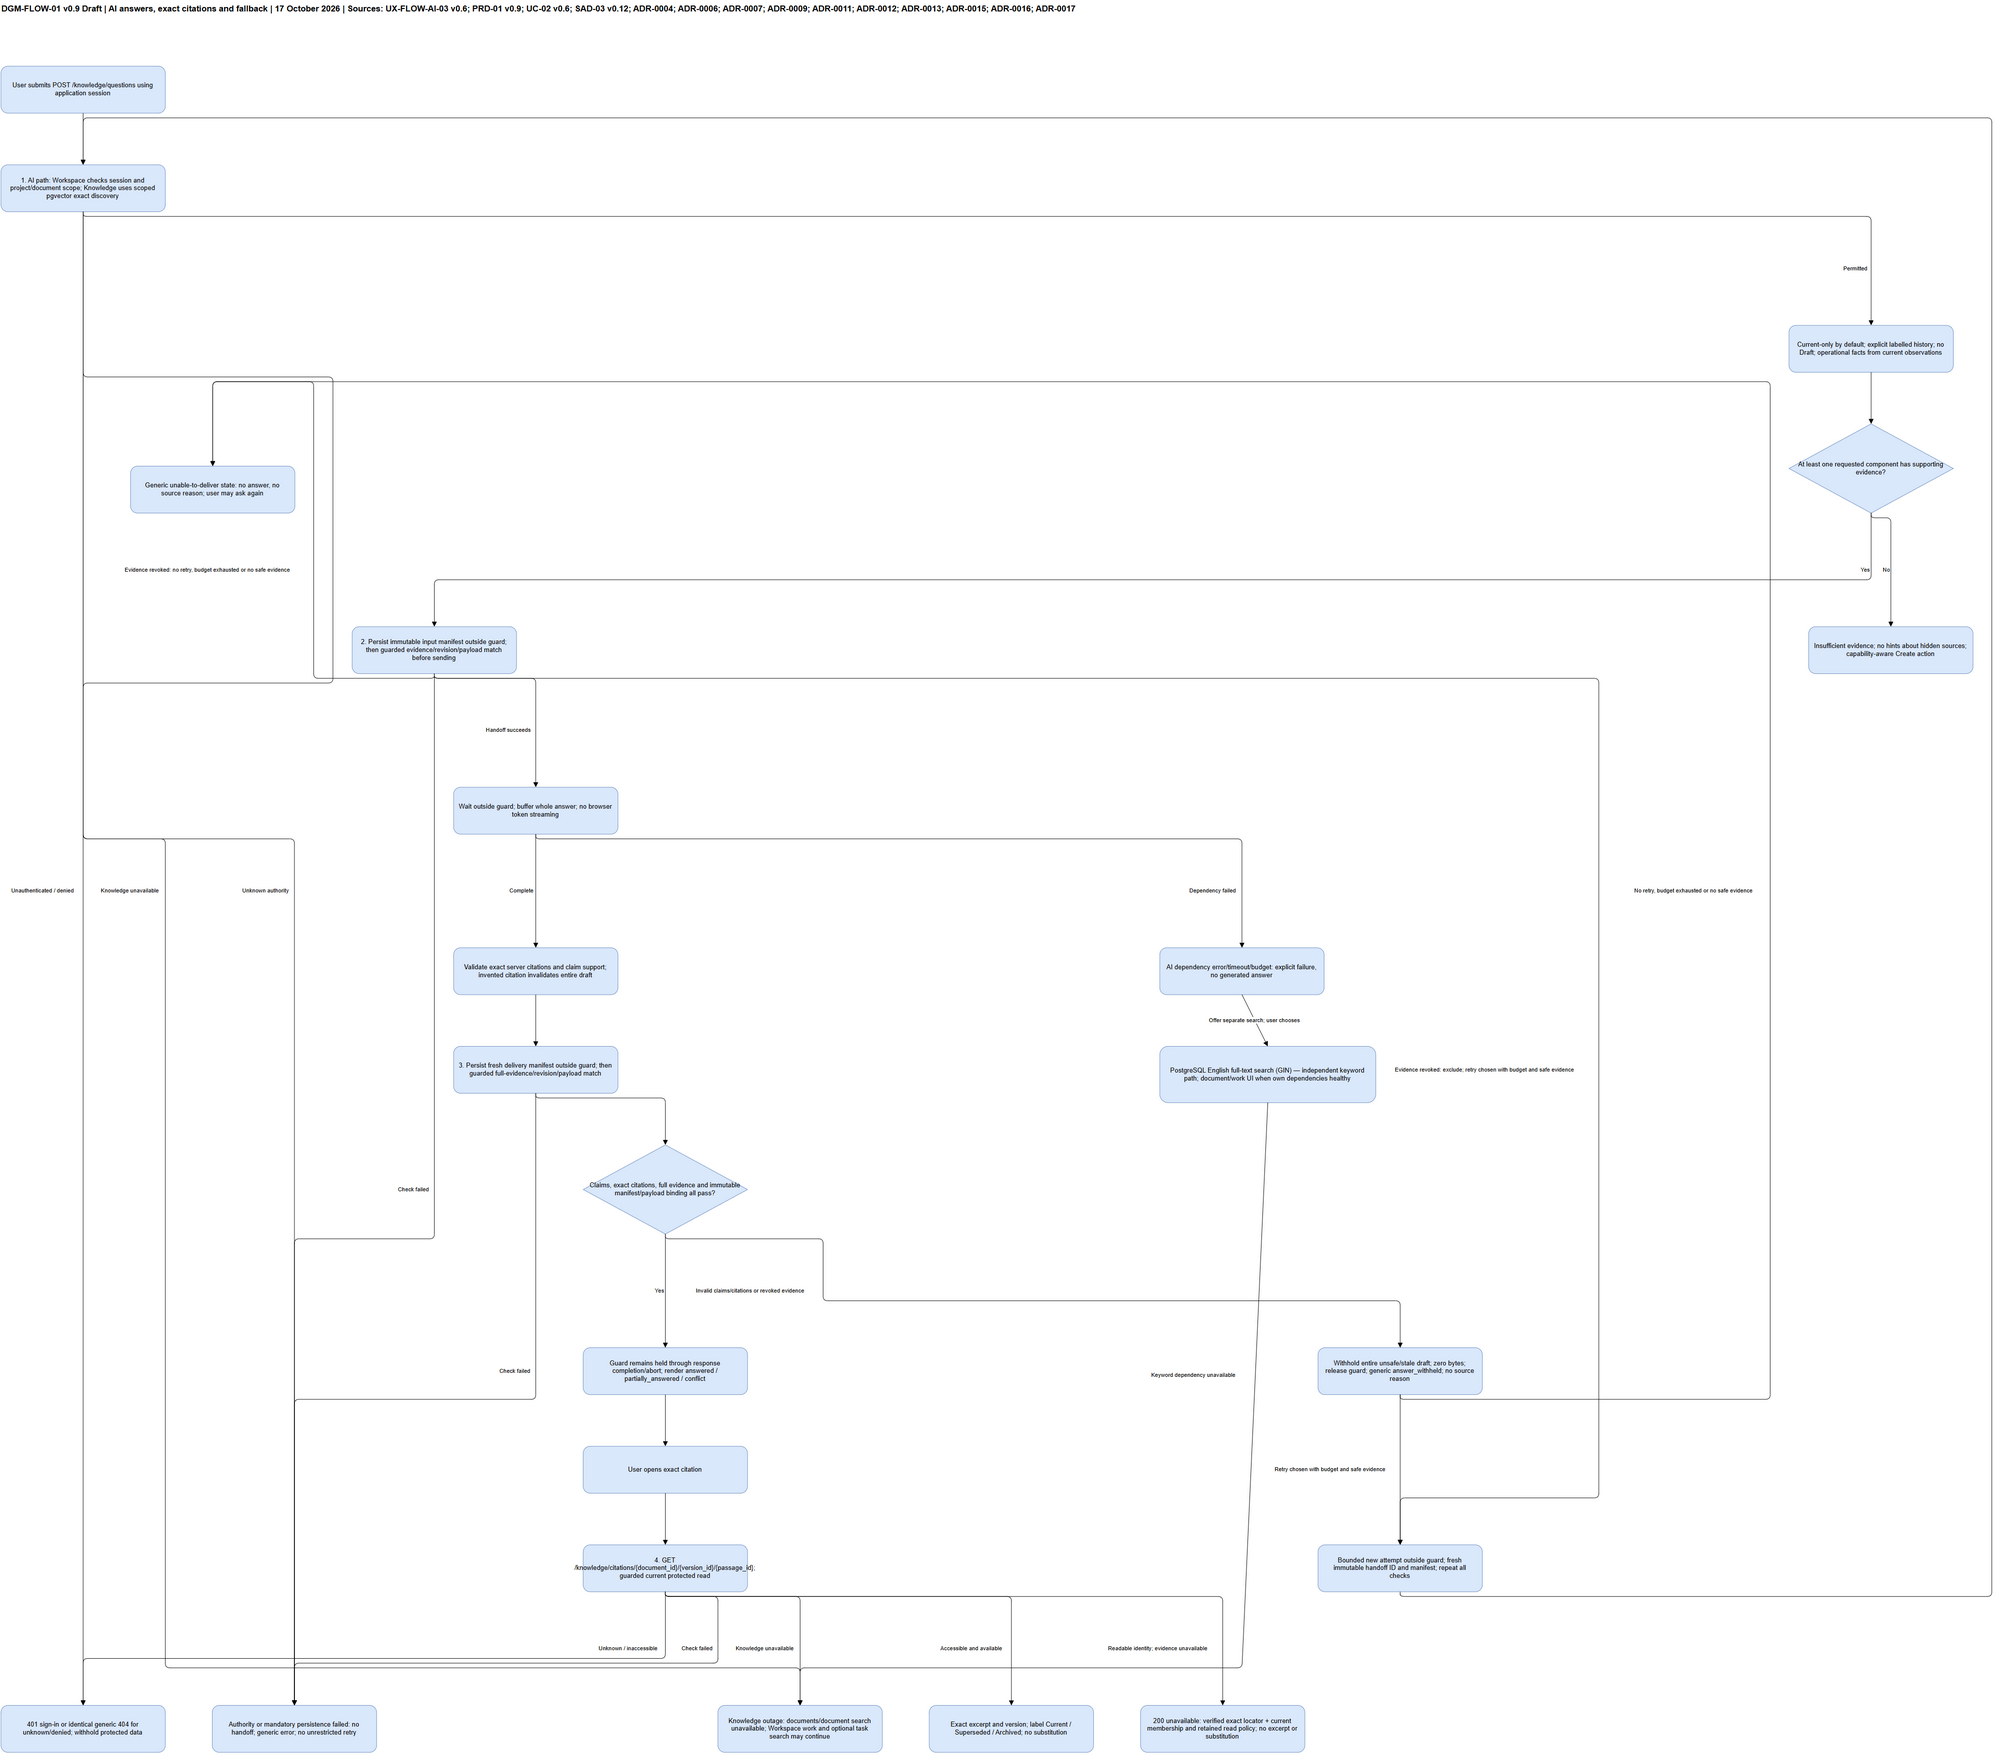 DGM-FLOW-01 v0.9 Draft | AI answers, exact citations and fallback | 17 October 2026 | Sources: UX-FLOW-AI-03 v0.6; PRD-01 v0.9; UC-02 v0.6; SAD-03 v0.12; ADR-0004; ADR-0006; ADR-0007; ADR-0009; ADR-0011; ADR-0012; ADR-0013; ADR-0015; ADR-0016; ADR-0017
User submits POST /knowledge/questions using
application session
1. AI path: Workspace checks session and
project/document scope; Knowledge uses scoped
pgvector exact discovery
Permitted
Current-only by default; explicit labelled history; no
Draft; operational facts from current observations
At least one requested component has supporting
evidence?
Generic unable-to-deliver state: no answer, no
source reason; user may ask again
Evidence revoked: no retry, budget exhausted or no safe evidence
Yes
No
2. Persist immutable input manifest outside guard;
then guarded evidence/revision/payload match
before sending
Insufficient evidence; no hints about hidden sources;
capability-aware Create action
Handoff succeeds
Wait outside guard; buffer whole answer; no browser
token streaming
Unauthenticated / denied
Knowledge unavailable
Unknown authority
Complete
Dependency failed
No retry, budget exhausted or no safe evidence
Validate exact server citations and claim support;
invented citation invalidates entire draft
AI dependency error/timeout/budget: explicit failure,
no generated answer
Offer separate search; user chooses
3. Persist fresh delivery manifest outside guard; then
guarded full-evidence/revision/payload match
PostgreSQL English full-text search (GIN) — independent keyword
path; document/work UI when own dependencies healthy
Evidence revoked: exclude; retry chosen with budget and safe evidence
Check failed
Claims, exact citations, full evidence and immutable
manifest/payload binding all pass?
Yes
Invalid claims/citations or revoked evidence
Check failed
Guard remains held through response
completion/abort; render answered /
partially_answered / conflict
Keyword dependency unavailable
Withhold entire unsafe/stale draft; zero bytes;
release guard; generic answer_withheld; no source
reason
User opens exact citation
Retry chosen with budget and safe evidence
4. GET
/knowledge/citations/{document_id}/{version_id}/{passage_id};
guarded current protected read
Bounded new attempt outside guard; fresh
immutable handoff ID and manifest; repeat all
checks
Unknown / inaccessible
Check failed
Knowledge unavailable
Accessible and available
Readable identity; evidence unavailable
401 sign-in or identical generic 404 for
unknown/denied; withhold protected data
Authority or mandatory persistence failed: no
handoff; generic error; no unrestricted retry
Knowledge outage: documents/document search
unavailable; Workspace work and optional task
search may continue
Exact excerpt and version; label Current /
Superseded / Archived; no substitution
200 unavailable: verified exact locator + current
membership and retained read policy; no excerpt or
substitution